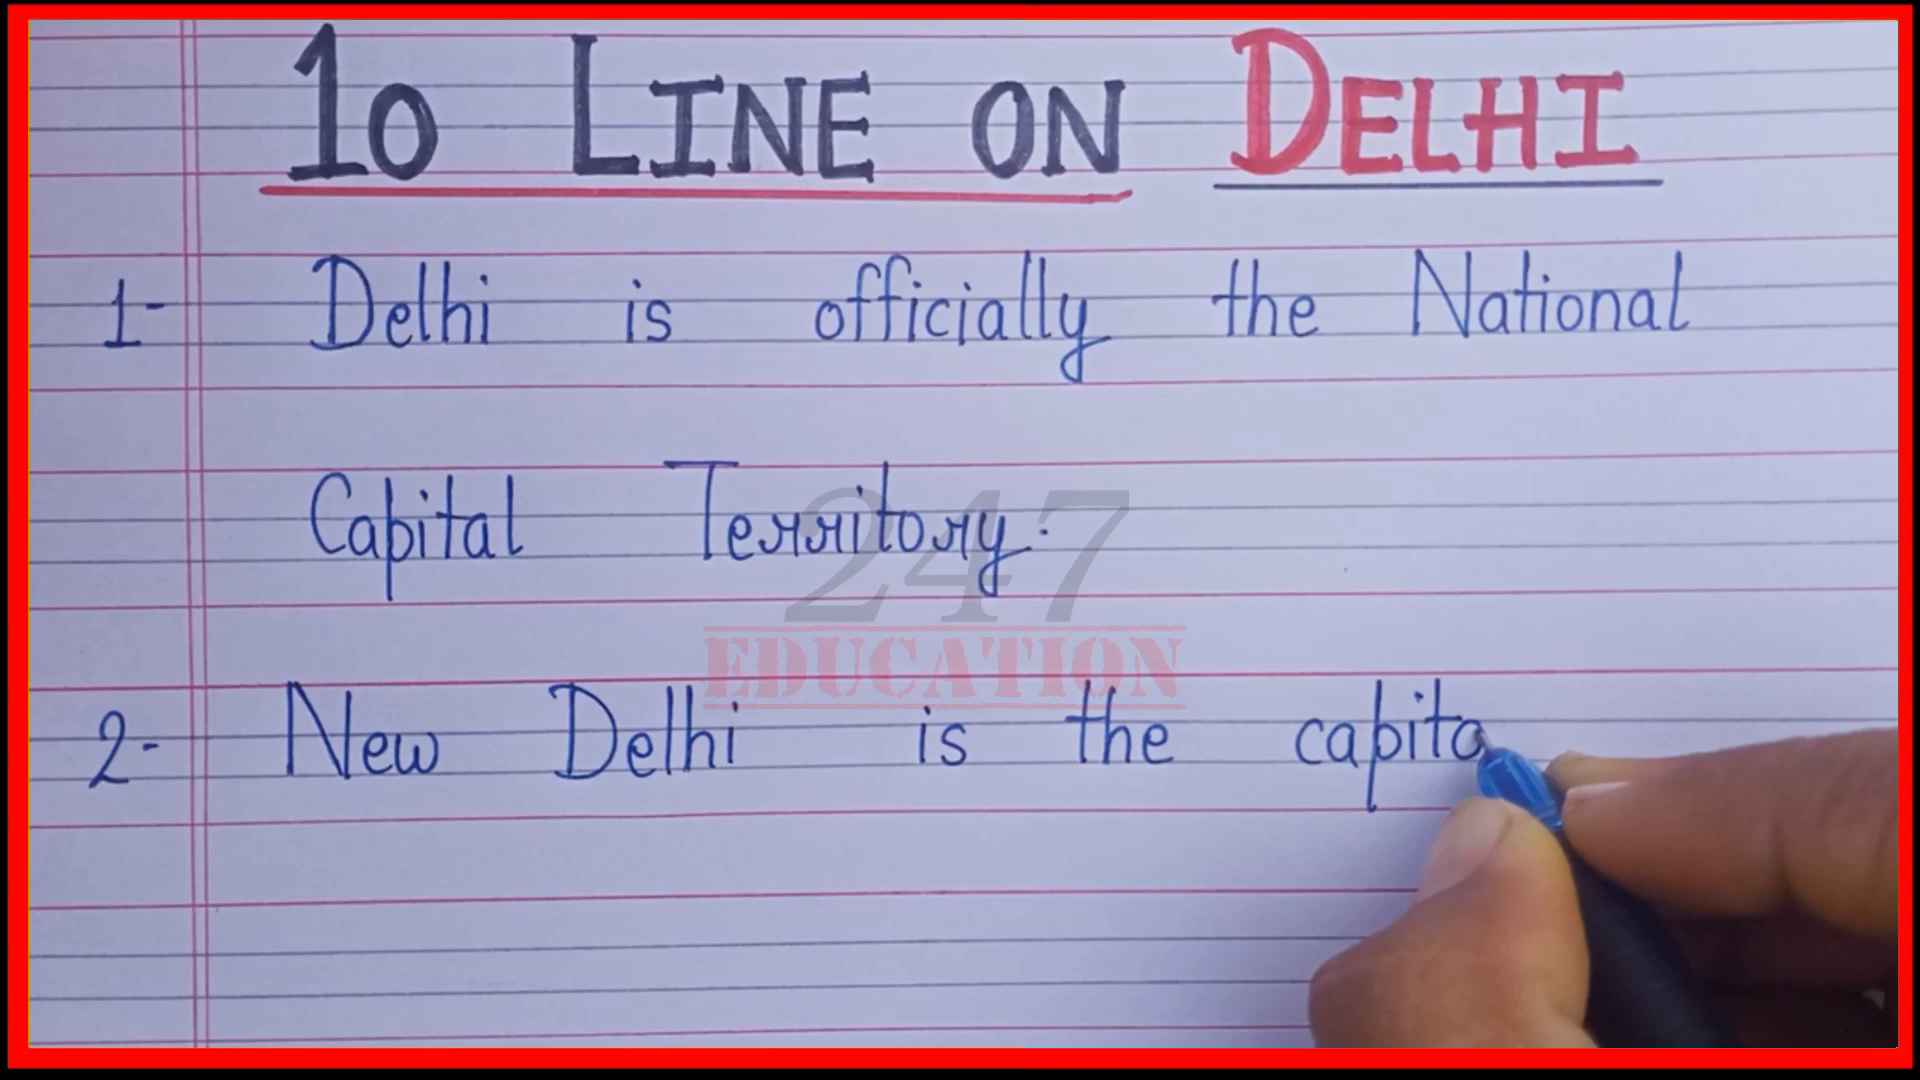 10 LINE ON DELHI
1- Delhi is officially the National
Capital Territory.
247
EDUCATION
2- New Delhi is the capita